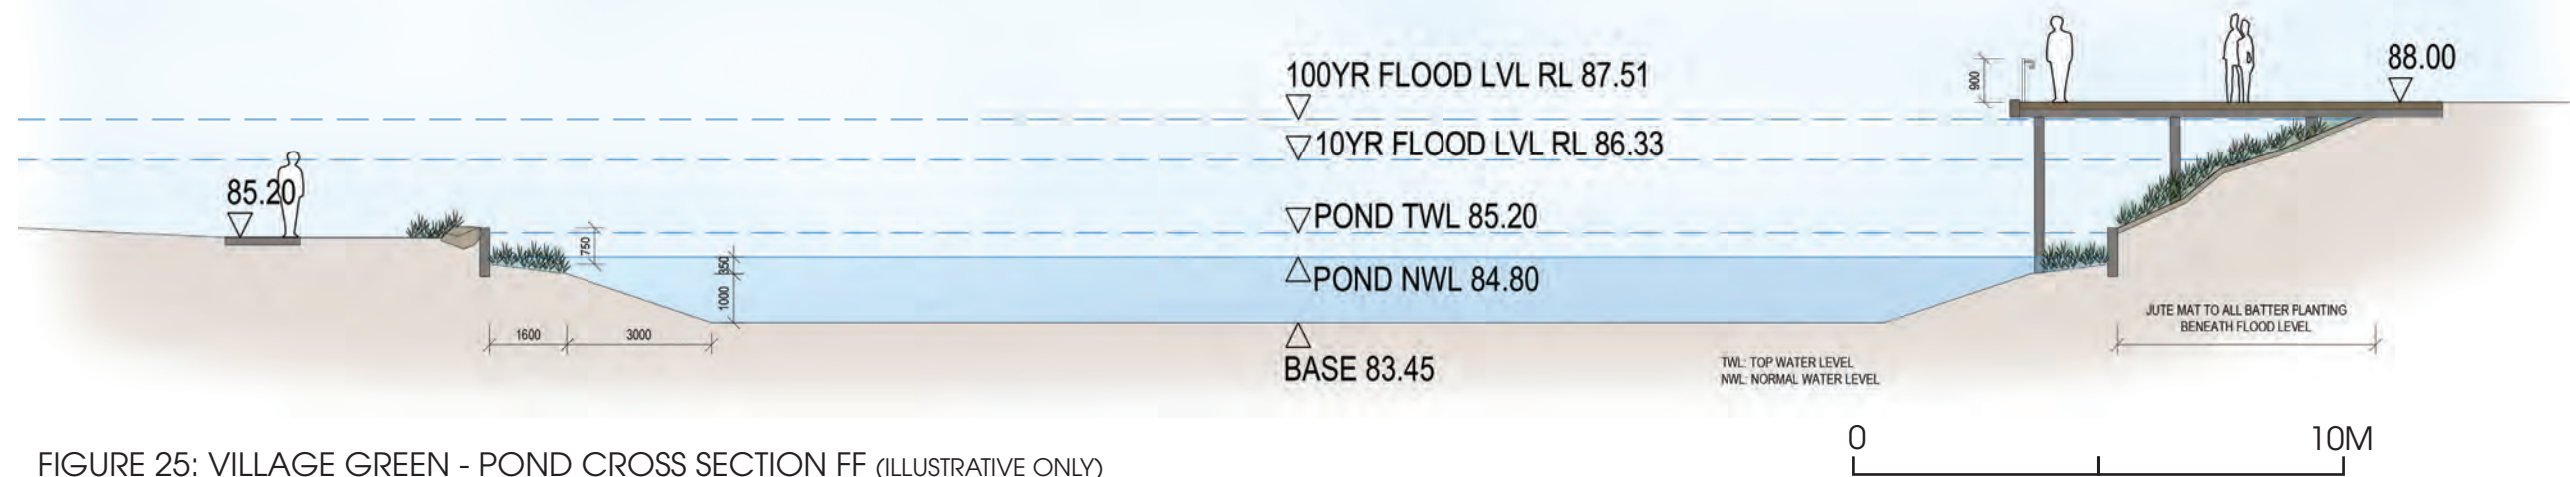 100YR FLOOD LVL RL 87.51
10YR FLOOD LVL RL 86.33
POND TWL 85.20
POND NWL 84.80
BASE 83.45
85.20
88.00
900
750
350
1000
1600
3000
JUTE MAT TO ALL BATTER PLANTING
BENEATH FLOOD LEVEL
TWL: TOP WATER LEVEL
NWL: NORMAL WATER LEVEL
0
10M
FIGURE 25: VILLAGE GREEN - POND CROSS SECTION FF (ILLUSTRATIVE ONLY)